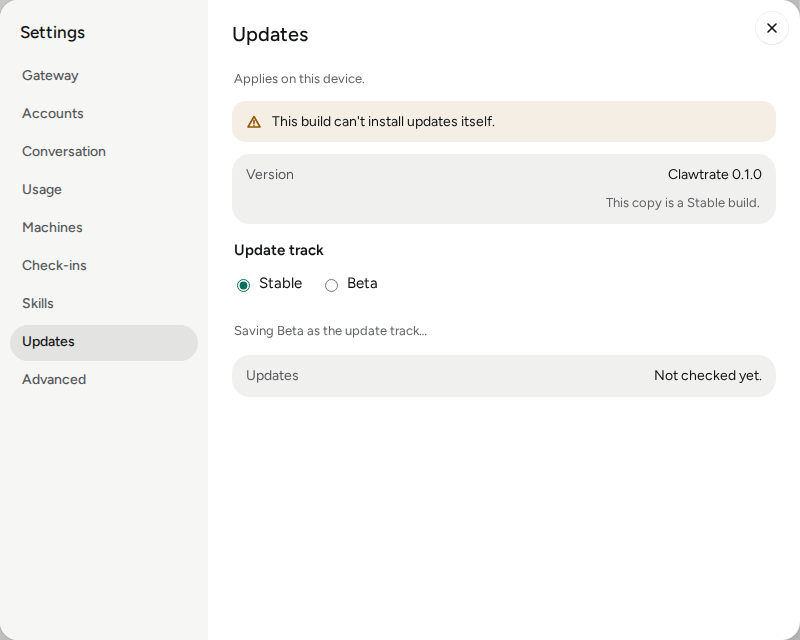 Settings
Gateway
Accounts
Conversation
Usage
Machines
Check-ins
Skills
Updates
Advanced
Updates
Applies on this device.
This build can't install updates itself.
Version
Clawtrate 0.1.0
This copy is a Stable build.
Update track
Stable
Beta
Saving Beta as the update track...
Updates
Not checked yet.